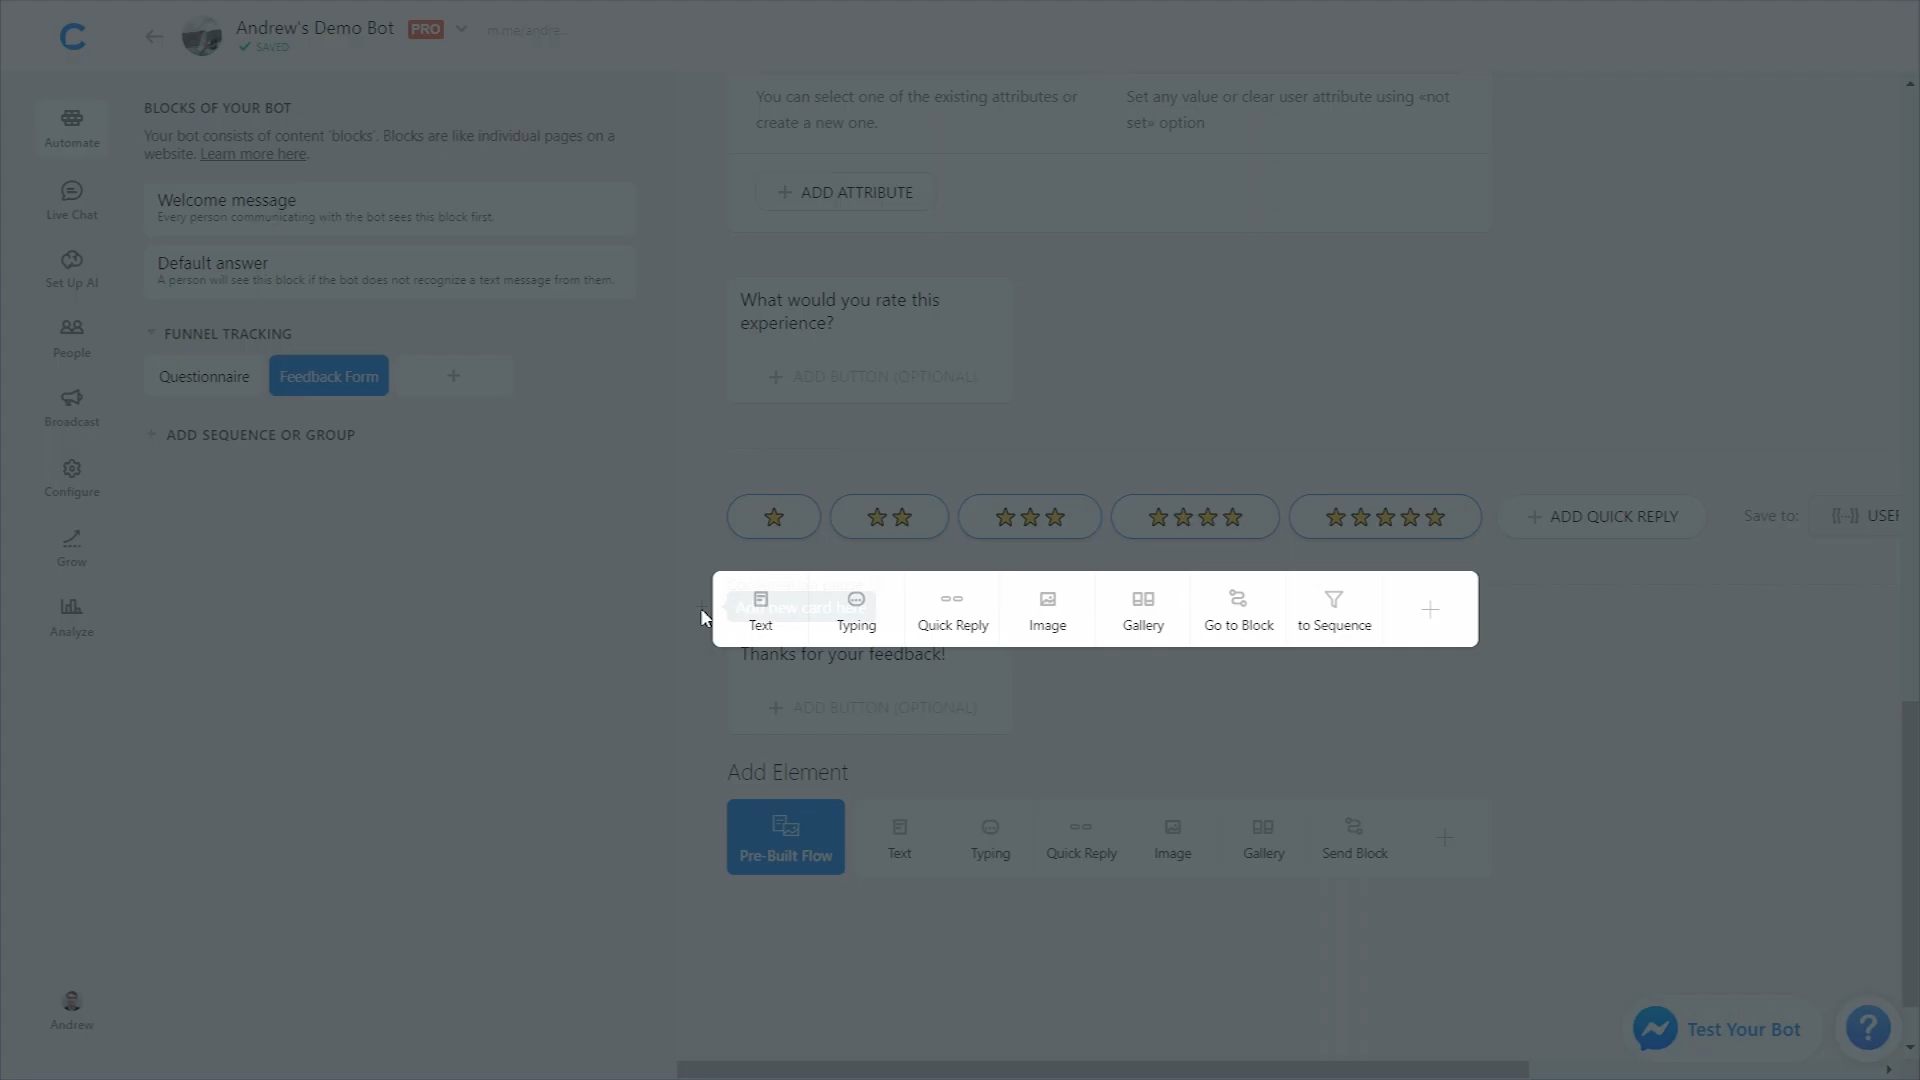 Andrew's Demo Bot PRO m.me/andre...
SAVED
Automate
Live Chat
Set Up AI
People
Broadcast
Configure
Grow
Analyze
Andrew
BLOCKS OF YOUR BOT
Your bot consists of content 'blocks'. Blocks are like individual pages on a
website. Learn more here.
Welcome message
Every person communicating with the bot sees this block first.
Default answer
A person will see this block if the bot does not recognize a text message from them.
FUNNEL TRACKING
Questionnaire
Feedback Form
+
+ ADD SEQUENCE OR GROUP
You can select one of the existing attributes or
create a new one.
Set any value or clear user attribute using «not
set» option
+ ADD ATTRIBUTE
What would you rate this
experience?
+ ADD BUTTON (OPTIONAL)
+ ADD QUICK REPLY
Save to:
{{...}} USER
Add new card here
Text
Typing
Quick Reply
Image
Gallery
Go to Block
to Sequence
+
Thanks for your feedback!
+ ADD BUTTON (OPTIONAL)
Add Element
Pre-Built Flow
Text
Typing
Quick Reply
Image
Gallery
Send Block
+
Test Your Bot
?